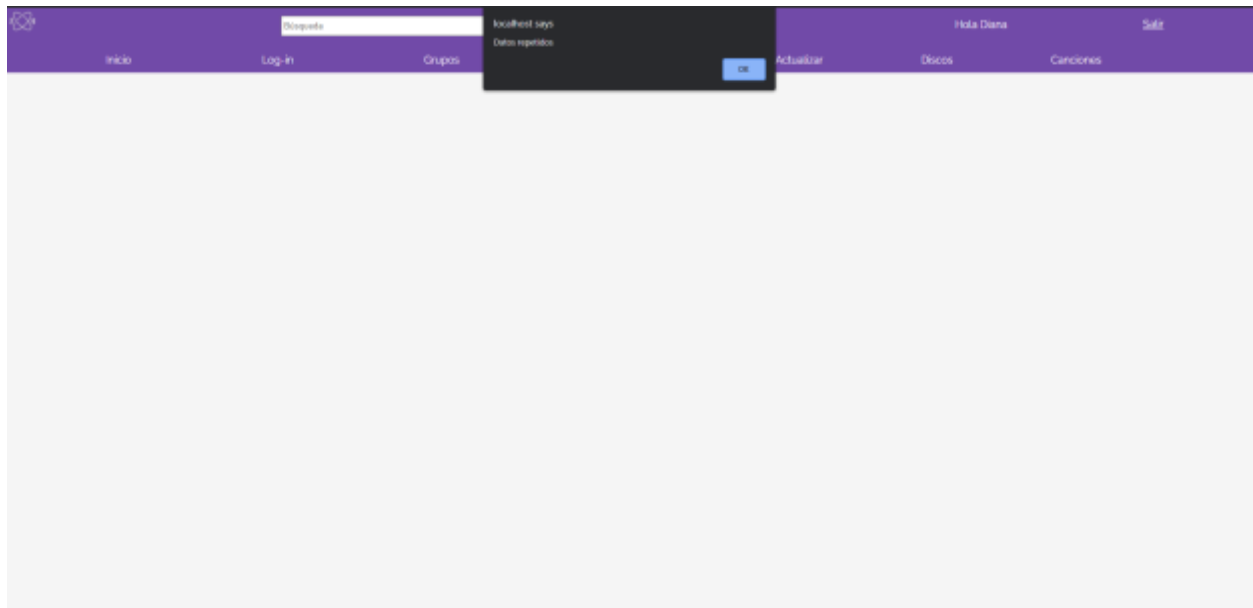 Búsqueda
localhost says
Hola Diana
Salir
Datos repetidos
OK
Inicio
Log-in
Grupos
Actualizar
Discos
Canciones